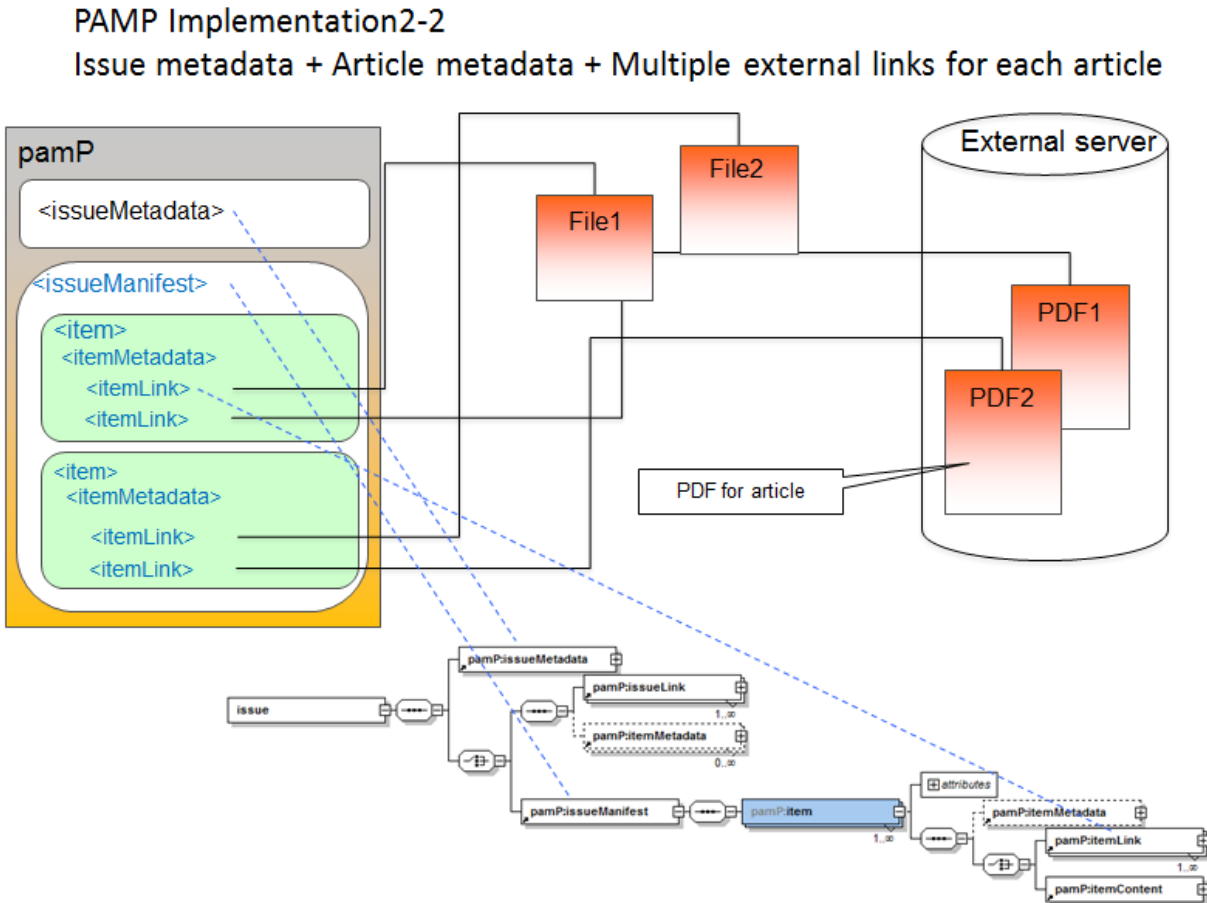 PAMP Implementation2-2
Issue metadata + Article metadata + Multiple external links for each article
pamP
<issueMetadata>
<issueManifest>
<item>
<itemMetadata>
<itemLink>
<itemLink>
<item>
<itemMetadata>
<itemLink>
<itemLink>
File1
File2
External server
PDF1
PDF2
PDF for article
issue
pamP:issueMetadata
pamP:issueLink
1..∞
pamP:itemMetadata
0..∞
pamP:issueManifest
pamP:item
1..∞
attributes
pamP:itemMetadata
pamP:itemLink
1..∞
pamP:itemContent